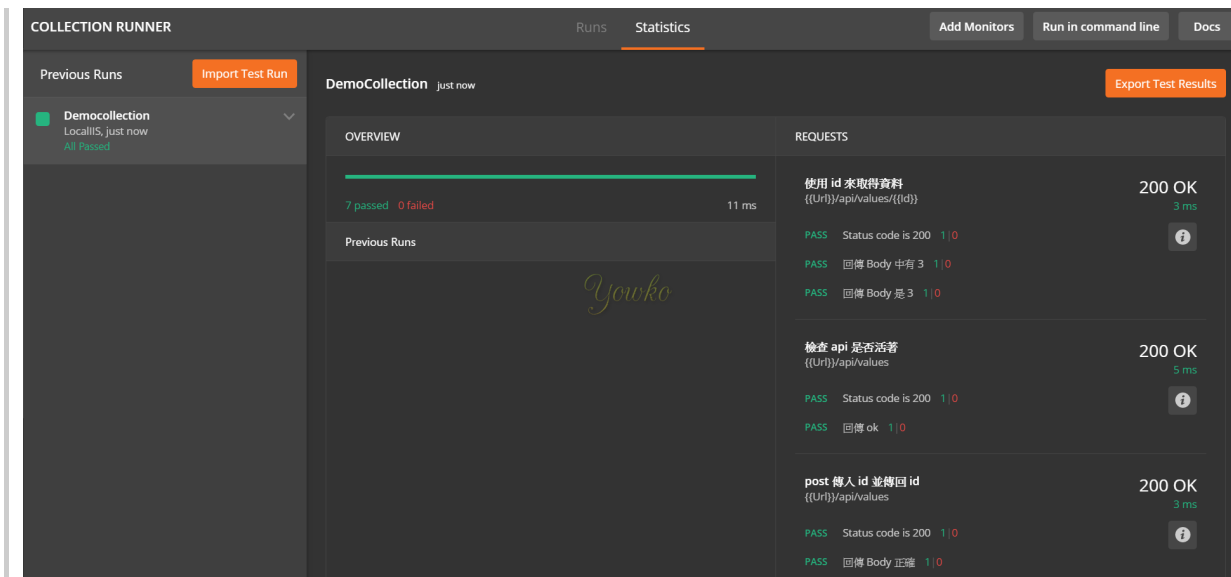 COLLECTION RUNNER
Runs Statistics
Add Monitors Run in command line Docs
Previous Runs Import Test Run
Democollection
LocalIIS, just now
All Passed
DemoCollection just now
Export Test Results
OVERVIEW
7 passed 0 failed 11 ms
Previous Runs
Yowko
REQUESTS
使用 id 來取得資料 200 OK
{{Url}}/api/values/{{Id}} 3 ms
PASS Status code is 200 1|0
PASS 回傳 Body 中有 3 1|0
PASS 回傳 Body 是 3 1|0
檢查 api 是否活著 200 OK
{{Url}}/api/values 5 ms
PASS Status code is 200 1|0
PASS 回傳 ok 1|0
post 傳入 id 並傳回 id 200 OK
{{Url}}/api/values 3 ms
PASS Status code is 200 1|0
PASS 回傳 Body 正確 1|0